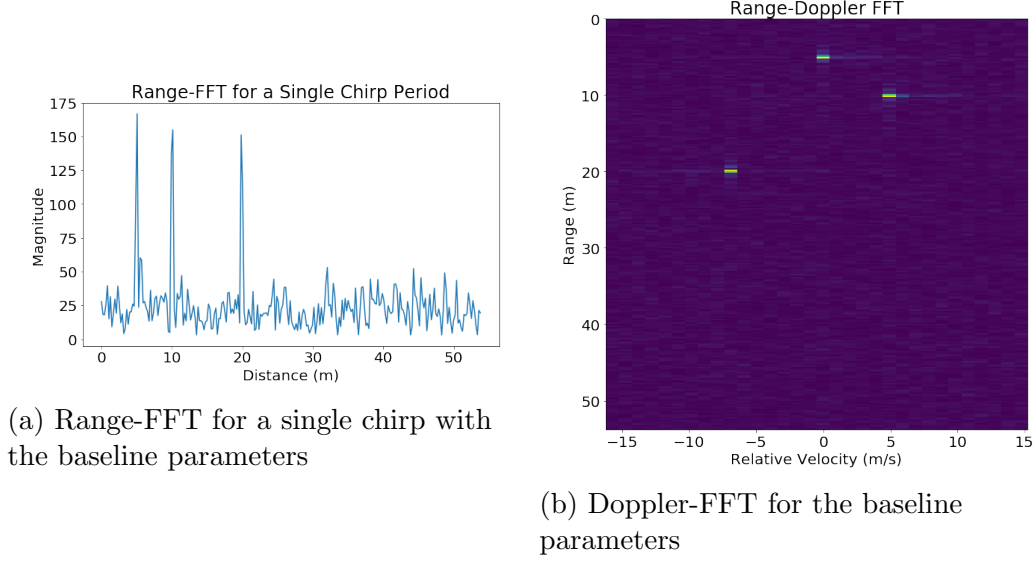 Range-FFT for a Single Chirp Period
Magnitude
175
150
125
100
75
50
25
0
0 10 20 30 40 50
Distance (m)
(a) Range-FFT for a single chirp with
the baseline parameters
Range-Doppler FFT
Range (m)
0
10
20
30
40
50
−15 −10 −5 0 5 10 15
Relative Velocity (m/s)
(b) Doppler-FFT for the baseline
parameters